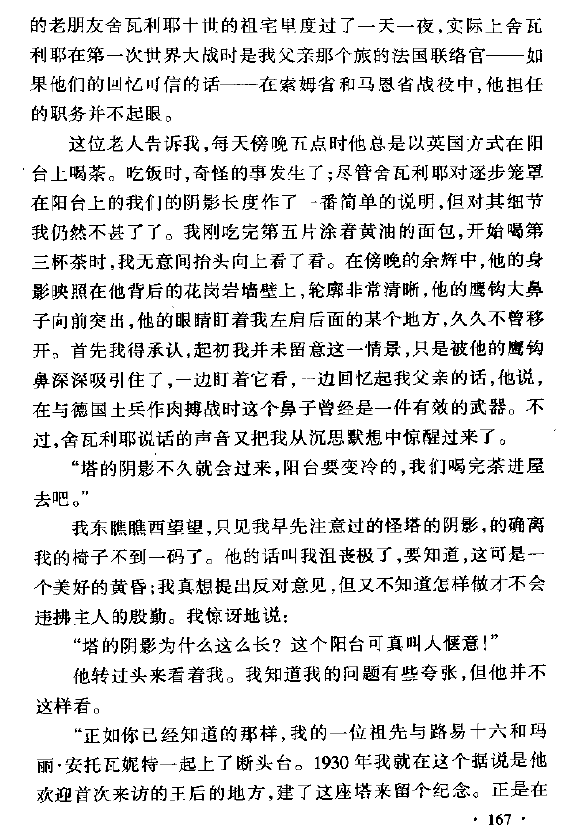 的老朋友舍瓦利耶十世的祖宅里度过了一天一夜,实际上舍瓦
利耶在第一次世界大战时是我父亲那个旅的法国联络官——如
果他们的回忆可信的话——在索姆省和马恩省战役中,他担任
的职务并不起眼。
这位老人告诉我,每天傍晚五点时他总是以英国方式在阳
台上喝茶。吃饭时,奇怪的事发生了;尽管舍瓦利耶对逐步笼罩
在阳台上的我们的阴影长度作了一番简单的说明,但对其细节
我仍然不甚了了。我刚吃完第五片涂着黄油的面包,开始喝第
三杯茶时,我无意间抬头向上看了看。在傍晚的余辉中,他的身
影映照在他背后的花岗岩墙壁上,轮廓非常清晰,他的鹰钩大鼻
子向前突出,他的眼睛盯着我左肩后面的某个地方,久久不曾移
开。首先我得承认,起初我并未留意这一情景,只是被他的鹰钩
鼻深深吸引住了,一边盯着它看,一边回忆起我父亲的话,他说,
在与德国士兵作肉搏战时这个鼻子曾经是一件有效的武器。不
过,舍瓦利耶说话的声音又把我从沉思默想中惊醒过来了。
“塔的阴影不久就会过来,阳台要变冷的,我们喝完茶进屋
去吧。”
我东瞧瞧西望望,只见我早先注意过的怪塔的阴影,的确离
我的椅子不到一码了。他的话叫我沮丧极了,要知道,这可是一
个美好的黄昏;我真想提出反对意见,但又不知道怎样做才不会
违拂主人的殷勤。我惊讶地说:
“塔的阴影为什么这么长?这个阳台可真叫人惬意!”
他转过头来看着我。我知道我的问题有些夸张,但他并不
这样看。
“正如你已经知道的那样,我的一位祖先与路易十六和玛
丽·安托瓦妮特一起上了断头台。1930年我就在这个据说是他
欢迎首次来访的王后的地方,建了这座塔来留个纪念。正是在
· 167 ·